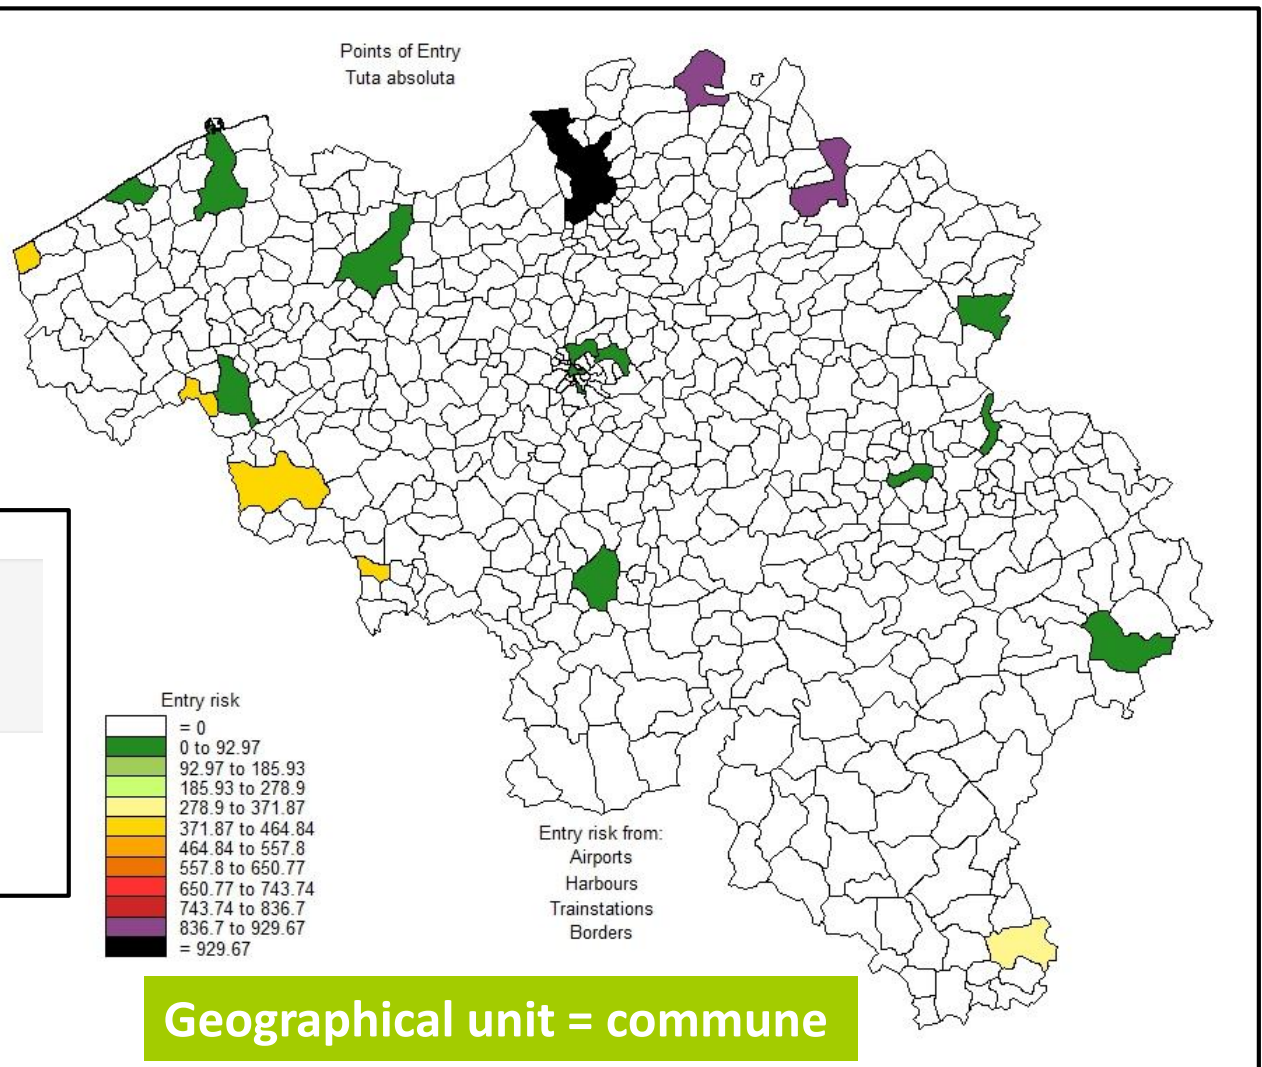 Points of Entry
Tuta absoluta
Entry risk
= 0
0 to 92.97
92.97 to 185.93
185.93 to 278.9
278.9 to 371.87
371.87 to 464.84
464.84 to 557.8
557.8 to 650.77
650.77 to 743.74
743.74 to 836.7
836.7 to 929.67
= 929.67
Entry risk from:
Airports
Harbours
Trainstations
Borders
Geographical unit = commune